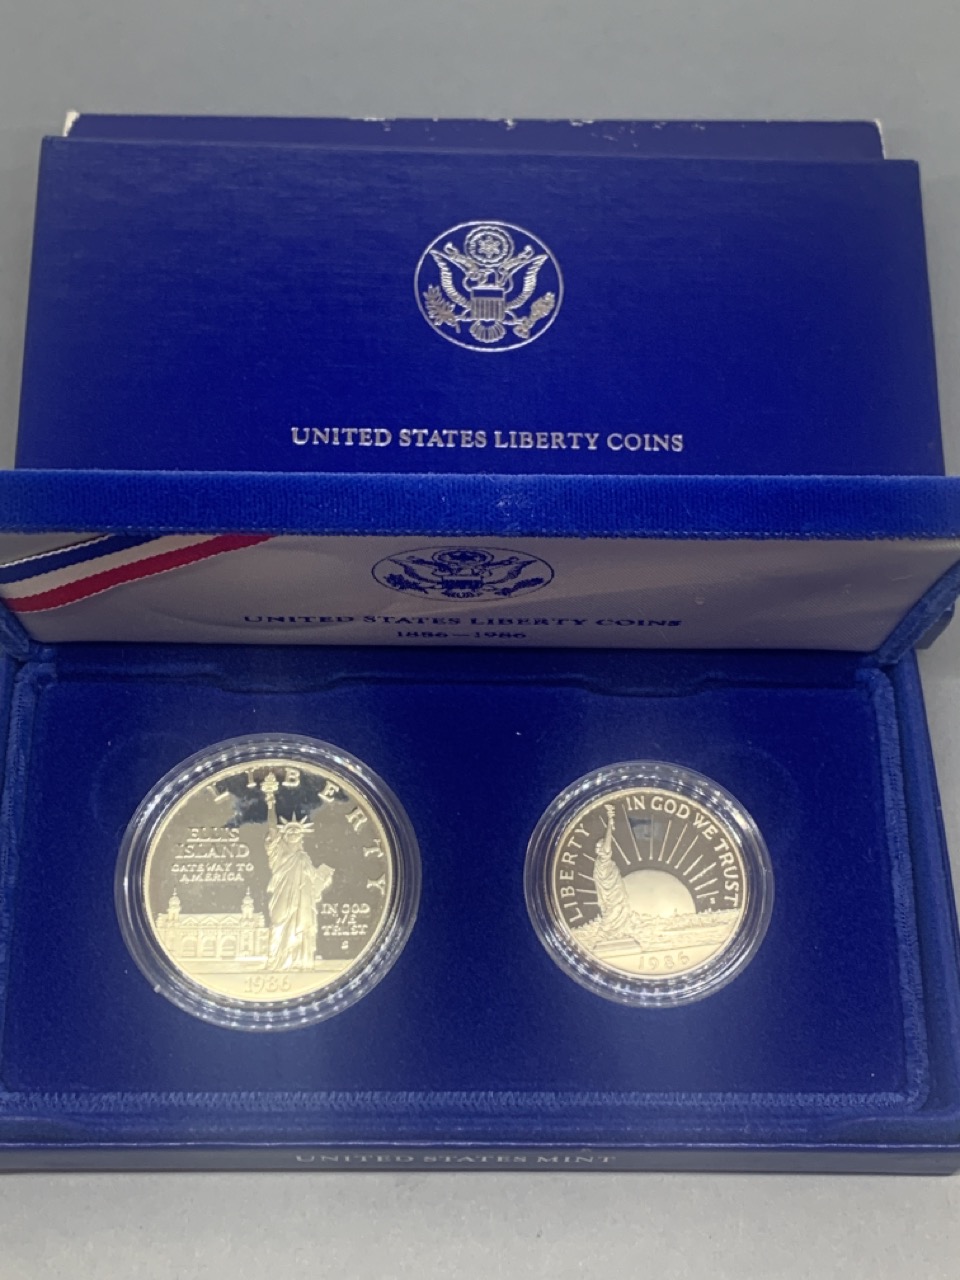 UNITED STATES LIBERTY COINS
UNITED STATES LIBERTY COINS
1886-1986
LIBERTY
ELLIS
ISLAND
GATEWAY TO
AMERICA
IN GOD
WE
TRUST
S
1986
LIBERTY
IN GOD WE TRUST
1986
UNITED STATES MINT